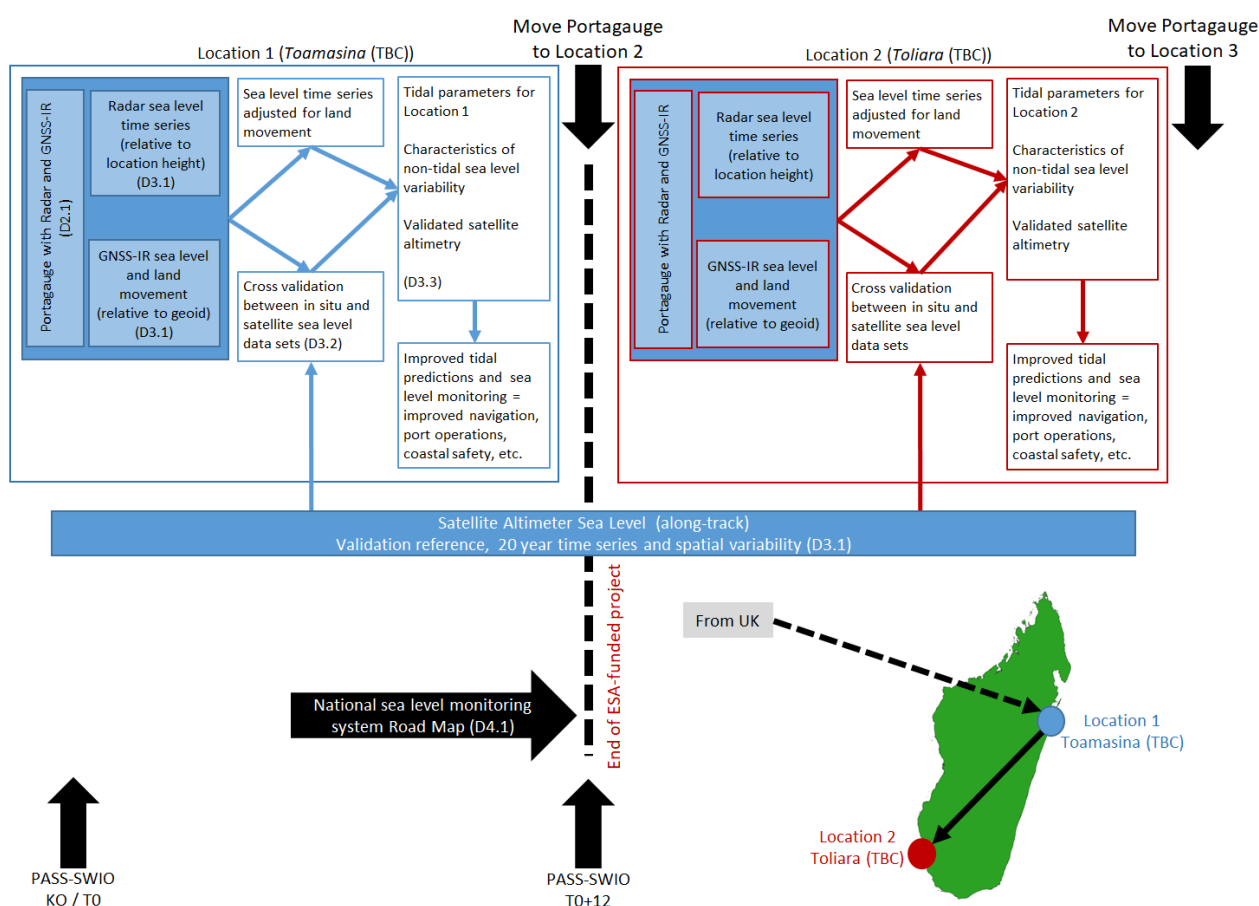 Move Portagauge
to Location 2
Move Portagauge
to Location 3
Location 1 (Toamasina (TBC))
Location 2 (Toliara (TBC))
Portagauge with Radar and GNSS-IR
(D2.1)
Radar sea level
time series
(relative to
location height)
(D3.1)
GNSS-IR sea level
and land
movement
(relative to geoid)
(D3.1)
Sea level time series
adjusted for land
movement
Cross validation
between in situ and
satellite sea level
data sets (D3.2)
Tidal parameters for
Location 1
Characteristics of
non-tidal sea level
variability
Validated satellite
altimetry
(D3.3)
Improved tidal
predictions and sea
level monitoring =
improved navigation,
port operations,
coastal safety, etc.
Portagauge with Radar and GNSS-IR
Radar sea level
time series
(relative to
location height)
GNSS-IR sea level
and land
movement
(relative to geoid)
Sea level time series
adjusted for land
movement
Cross validation
between in situ and
satellite sea level
data sets
Tidal parameters for
Location 2
Characteristics of
non-tidal sea level
variability
Validated satellite
altimetry
Improved tidal
predictions and sea
level monitoring =
improved navigation,
port operations,
coastal safety, etc.
Satellite Altimeter Sea Level (along-track)
Validation reference, 20 year time series and spatial variability (D3.1)
End of ESA-funded project
From UK
National sea level monitoring
system Road Map (D4.1)
Location 1
Toamasina (TBC)
Location 2
Toliara (TBC)
PASS-SWIO
KO / T0
PASS-SWIO
T0+12